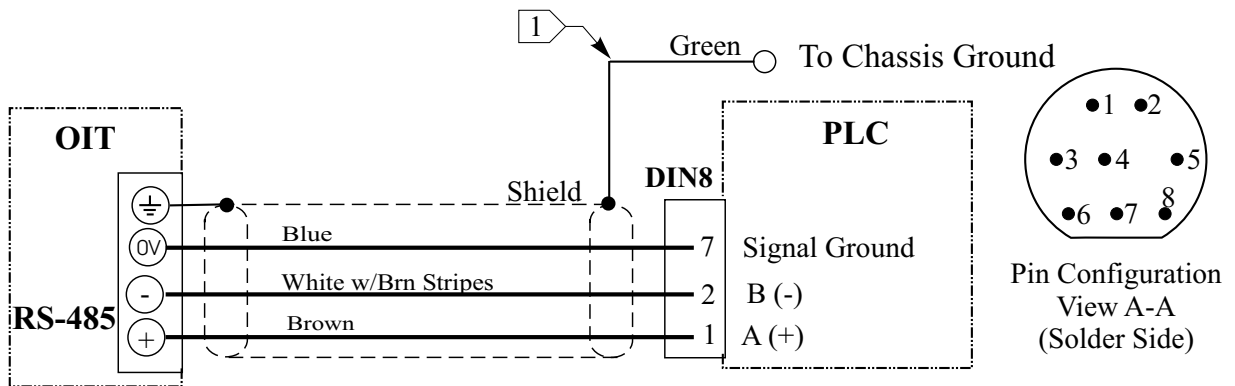 1
Green
To Chassis Ground
OIT
PLC
Shield
DIN8
0V
Blue
7
Signal Ground
-
White w/Brn Stripes
2
B (-)
RS-485
+
Brown
1
A (+)
1
2
3
4
5
6
7
8
Pin Configuration
View A-A
(Solder Side)